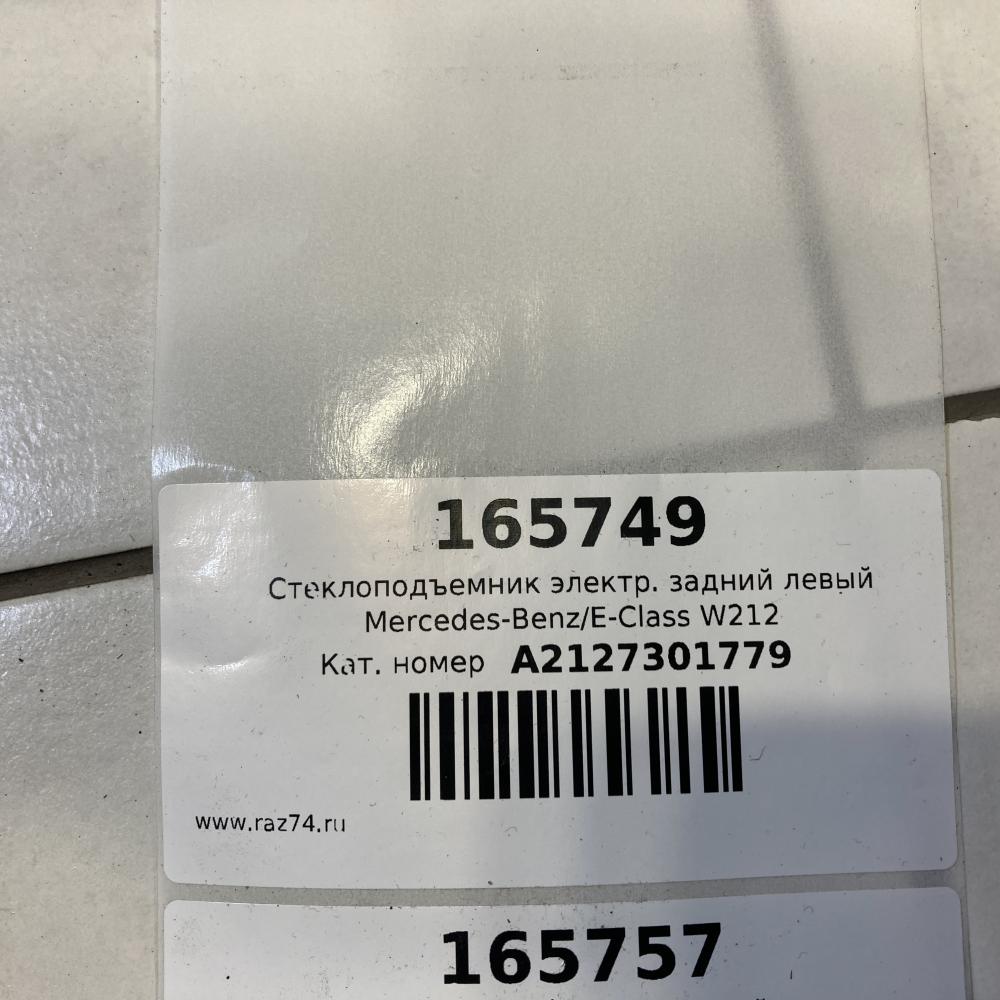 165749
Стеклоподъемник электр. задний левый
Mercedes-Benz/E-Class W212
Кат. номер A2127301779
www.raz74.ru
165757